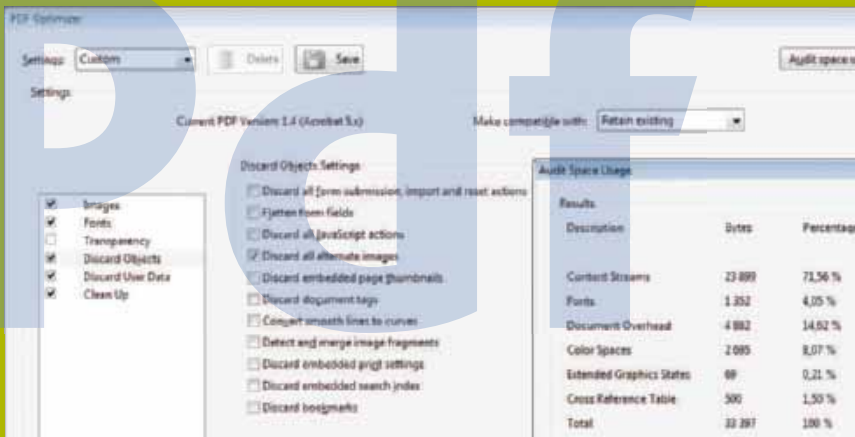 PDF Optimizer
Settings: Custom Delete Save Audit space u
Settings
Current PDF Version: 1.4 (Acrobat 5.x) Make compatible with: Retain existing
Discard Objects Settings
Discard all form submission, import and reset actions
Flatten form fields
Discard all JavaScript actions
Discard all alternate images
Discard embedded page thumbnails
Discard document tags
Convert smooth lines to curves
Detect and merge image fragments
Discard embedded print settings
Discard embedded search index
Discard bookmarks
Images
Fonts
Transparency
Discard Objects
Discard User Data
Clean Up
Audit Space Usage
Results
Description Bytes Percentag
Content Streams 23 899 71,56 %
Fonts 1 352 4,05 %
Document Overhead 4 882 14,62 %
Color Spaces 2 695 8,07 %
Extended Graphics States 69 0,21 %
Cross Reference Table 500 1,50 %
Total 33 397 100 %
Pdf